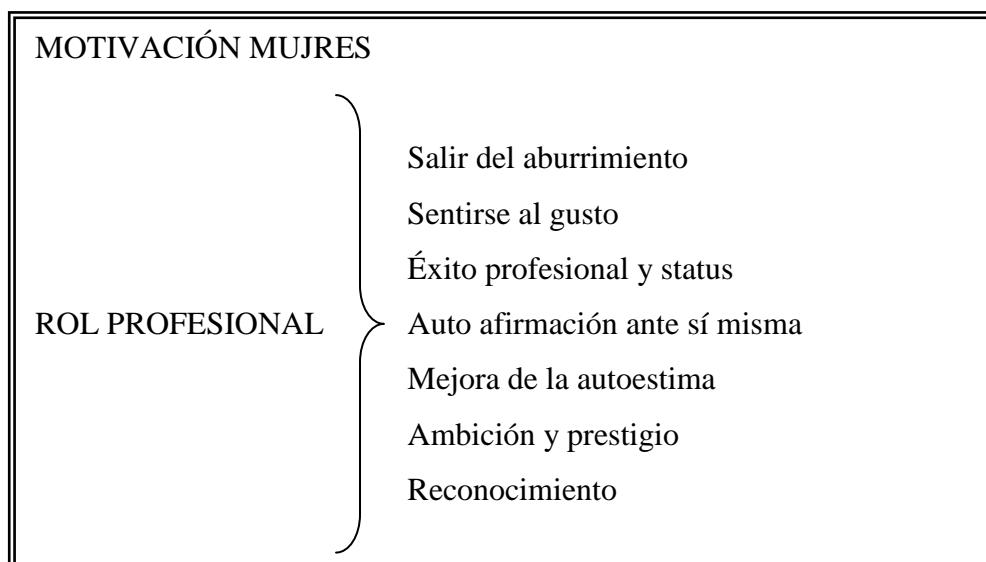 MOTIVACIÓN MUJRES
Salir del aburrimiento
Sentirse al gusto
Éxito profesional y status
ROL PROFESIONAL
Auto afirmación ante sí misma
Mejora de la autoestima
Ambición y prestigio
Reconocimiento